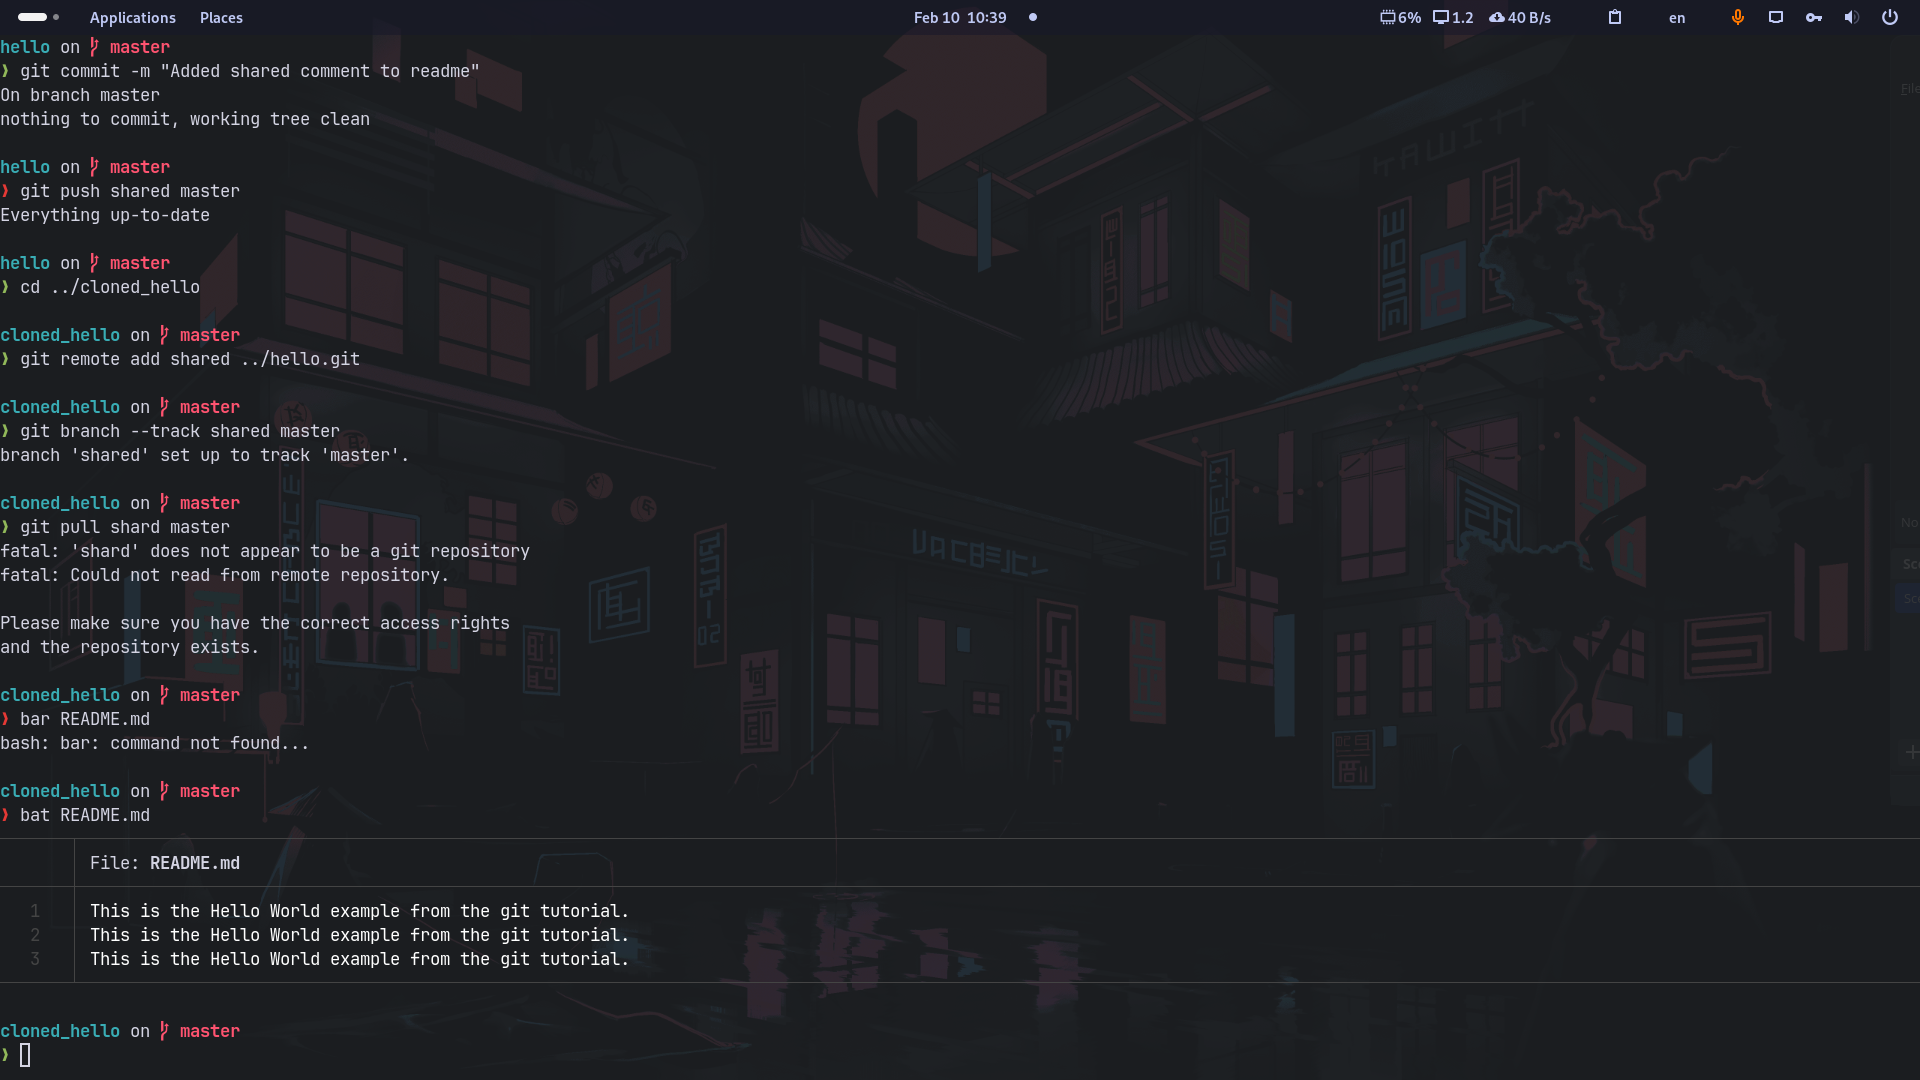 Applications Places Feb 10 10:39 6% 1.2 40 B/s en
hello on master
❯ git commit -m "Added shared comment to readme"
On branch master
nothing to commit, working tree clean
hello on master
❯ git push shared master
Everything up-to-date
hello on master
❯ cd ../cloned_hello
cloned_hello on master
❯ git remote add shared ../hello.git
cloned_hello on master
❯ git branch --track shared master
branch 'shared' set up to track 'master'.
cloned_hello on master
❯ git pull shard master
fatal: 'shard' does not appear to be a git repository
fatal: Could not read from remote repository.
Please make sure you have the correct access rights
and the repository exists.
cloned_hello on master
❯ bar README.md
bash: bar: command not found...
cloned_hello on master
❯ bat README.md
File: README.md
1 This is the Hello World example from the git tutorial.
2 This is the Hello World example from the git tutorial.
3 This is the Hello World example from the git tutorial.
cloned_hello on master
❯